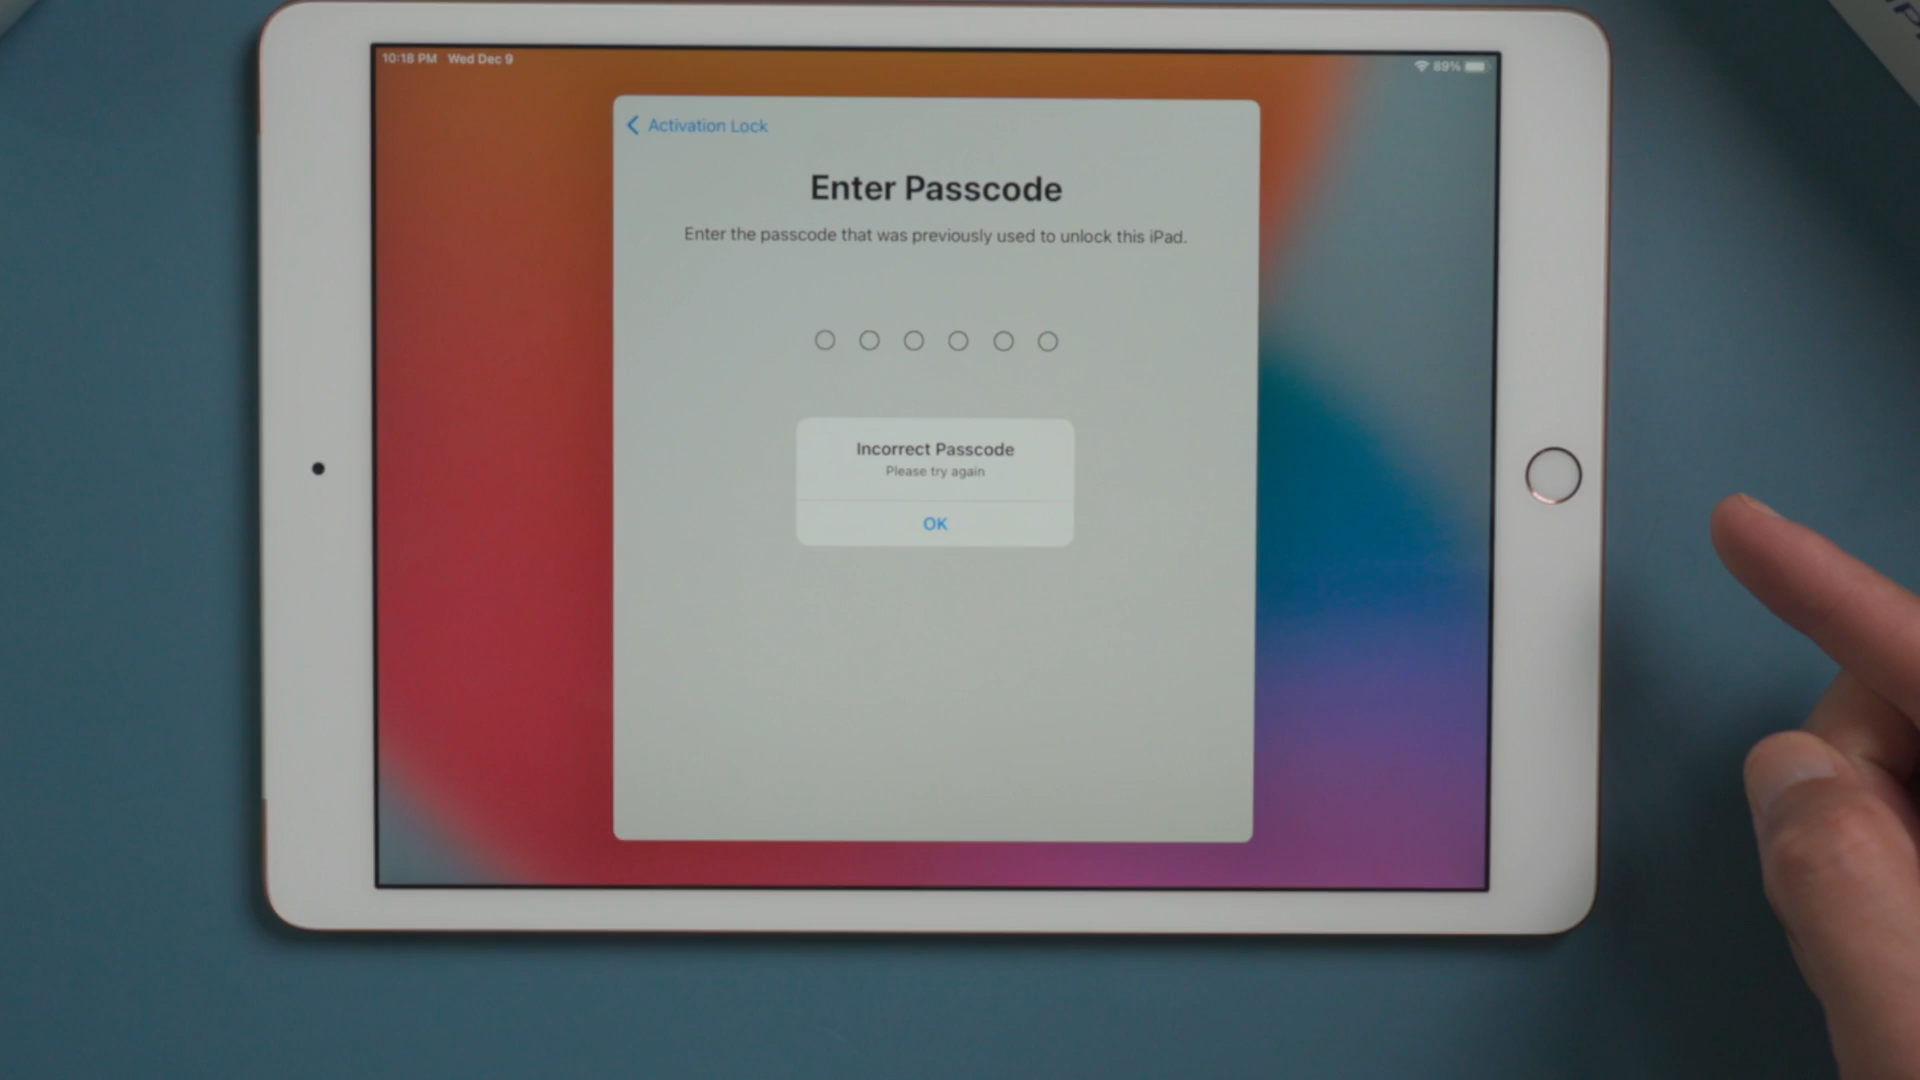 10:18 PM Wed Dec 9
89%
Activation Lock
Enter Passcode
Enter the passcode that was previously used to unlock this iPad.
Incorrect Passcode
Please try again
OK